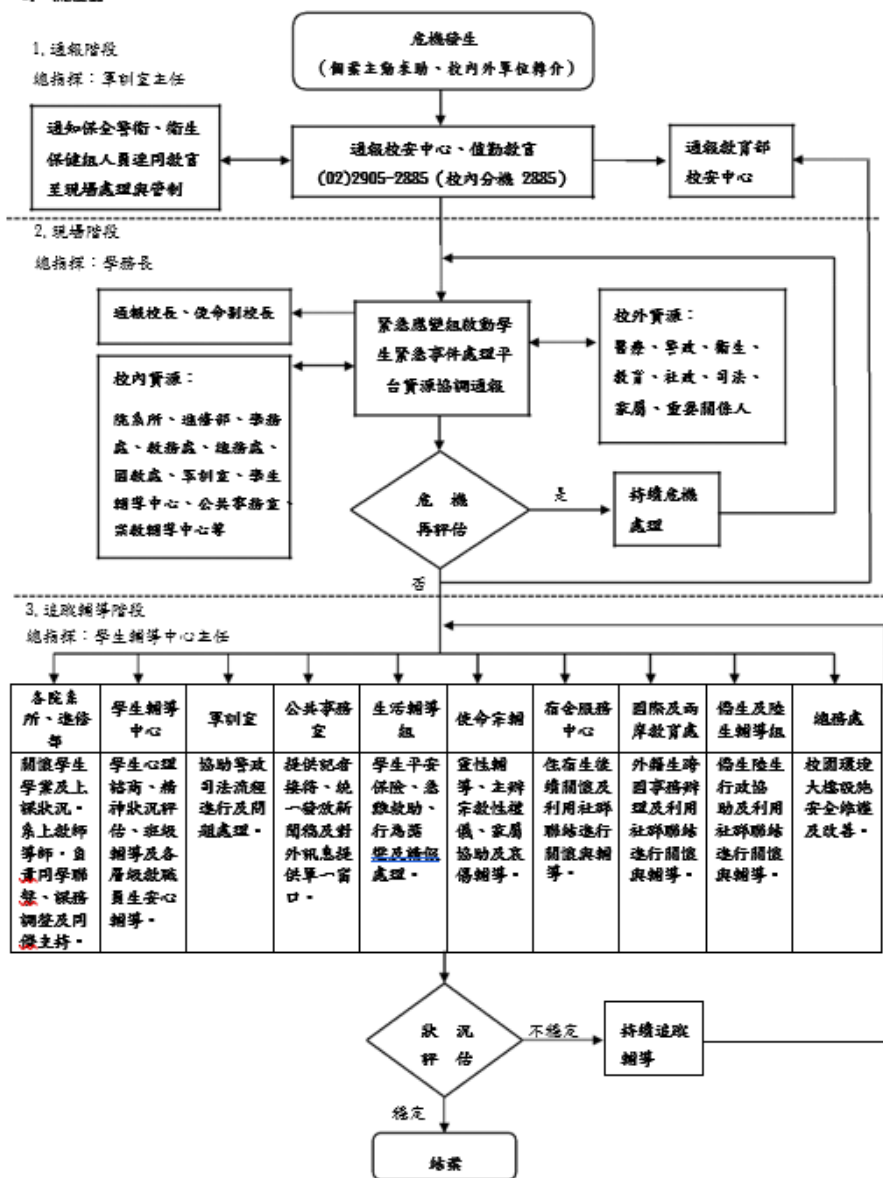 1. 通報階段
總指揮：軍訓室主任
危機發生
（個案主動求助、校內外單位轉介）
通知保全警衛、衛生
保健組人員連同教官
至現場處理與管制
通報校安中心、值勤教官
(02)2905-2885 (校內分機 2885)
通報教育部
校安中心
2. 現場階段
總指揮：學務長
通報校長、使命副校長
緊急應變組啟動學
生緊急事件處理平
台資源協調通報
校外資源：
醫療、警政、衛生、
教育、社政、司法、
家屬、重要關係人
校內資源：
院系所、進修部、學務
處、教務處、總務處、
國教處、軍訓室、學生
輔導中心、公共事務室、
宗教輔導中心等
危 機
再評估
是
持續危機
處理
否
3. 追蹤輔導階段
總指揮：學生輔導中心主任
各院系
所、進修
部
關懷學生
學業及上
課狀況。
系上教師
導師。負
責同學聯
繫、課務
調整及同
儕支持。
學生輔導
中心
學生心理
諮商、精
神狀況評
估、班級
輔導及各
層級教職
員生安心
輔導。
軍訓室
協助警政
司法流程
進行及問
題處理。
公共事務
室
提供記者
接待、統
一發放新
聞稿及對
外訊息提
供單一窗
口。
生活輔導
組
學生平安
保險、急
難救助、
行為獎
懲及請假
處理。
使命宗輔
靈性輔
導、主辦
宗教性禮
儀、家屬
協助及哀
傷輔導。
宿舍服務
中心
住宿生後
續關懷及
利用社群
聯結進行
關懷與輔
導。
國際及兩
岸教育處
外籍生跨
國事務辦
理及利用
社群聯結
進行關懷
與輔導。
僑生及陸
生輔導組
僑生陸生
行政協
助及利用
社群聯結
進行關懷
與輔導。
總務處
校園環境
大樓設施
安全維護
及改善。
狀 況
評 估
不穩定
持續追蹤
輔導
穩定
結案